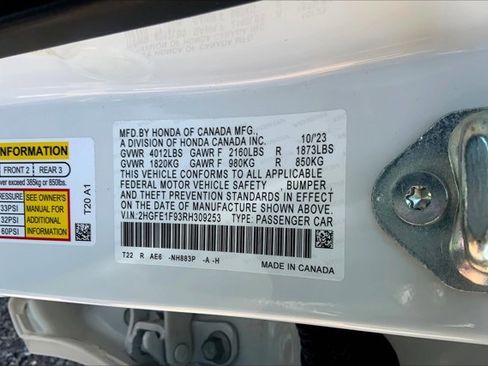 MFD.BY HONDA OF CANADA MFG., 10/'23
A DIVISION OF HONDA CANADA INC.
GVWR 4012LBS GAWR F 2160LBS R 1873LBS
GVWR 1820KG GAWR F 980KG R 850KG
THIS VEHICLE CONFORMS TO ALL APPLICABLE
FEDERAL MOTOR VEHICLE SAFETY , BUMPER,
AND THEFT PREVENTION STANDARDS IN EFFECT
ON THE DATE OF MANUFACTURE SHOWN ABOVE.
V.I.N: 2HGFE1F93RH309253 TYPE: PASSENGER CAR
T22 R AE6 -NH883P -A -H
MADE IN CANADA
INFORMATION
FRONT 2 REAR 3
exceed 385kg or 850lbs.
PRESSURE
33PSI
32PSI
60PSI
SEE OWNER'S
MANUAL FOR
ADDITIONAL
INFORMATION
T20 A1